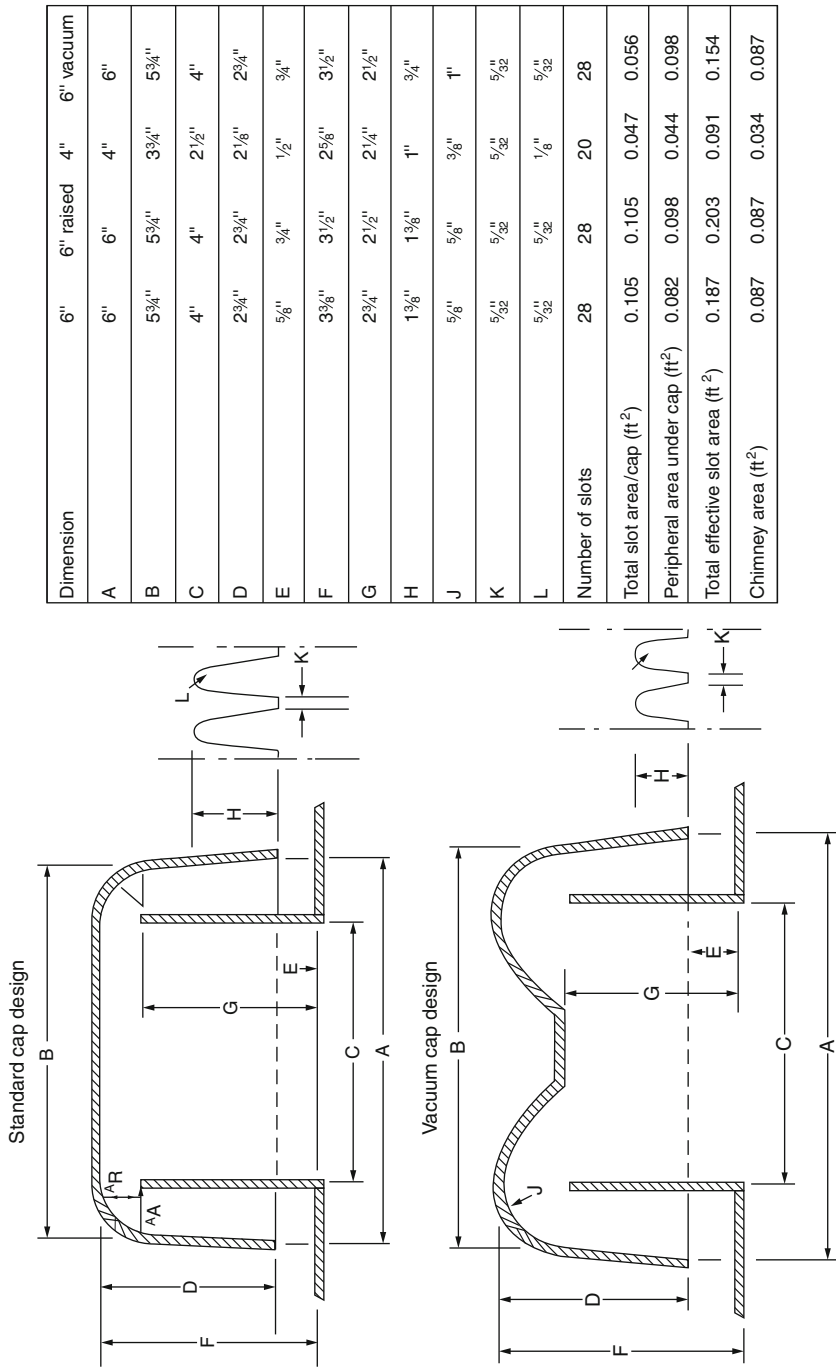 Standard cap design
B
A_R
A_A
D
F
G
E
C
A
H
L
K
Vacuum cap design
B
J
D
F
G
E
C
A
H
K
Dimension 6" 6" raised 4" 6" vacuum
A 6" 6" 4" 6"
B 5¾" 5¾" 3¾" 5¾"
C 4" 4" 2½" 4"
D 2¾" 2¾" 2⅛" 2¾"
E ⅝" ¾" ½" ¾"
F 3⅜" 3½" 2⅝" 3½"
G 2¾" 2½" 2¼" 2½"
H 1⅜" 1⅜" 1" ¾"
J ⅝" ⅝" ⅜" 1"
K 5/32" 5/32" 5/32" 5/32"
L 5/32" 5/32" ⅛" 5/32"
Number of slots 28 28 20 28
Total slot area/cap (ft²) 0.105 0.105 0.047 0.056
Peripheral area under cap (ft²) 0.082 0.098 0.044 0.098
Total effective slot area (ft²) 0.187 0.203 0.091 0.154
Chimney area (ft²) 0.087 0.087 0.034 0.087